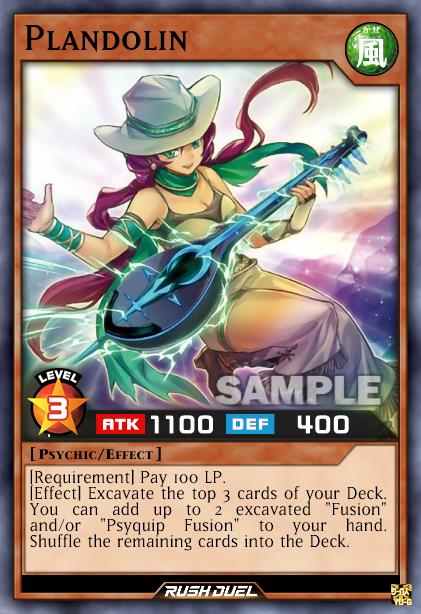 PLANDOLIN
かぜ
風
SAMPLE
LEVEL
3
ATK 1100 DEF 400
[PSYCHIC/EFFECT]
[Requirement] Pay 100 LP.
[Effect] Excavate the top 3 cards of your Deck.
You can add up to 2 excavated "Fusion"
and/or "Psyquip Fusion" to your hand.
Shuffle the remaining cards into the Deck.
RUSH DUEL